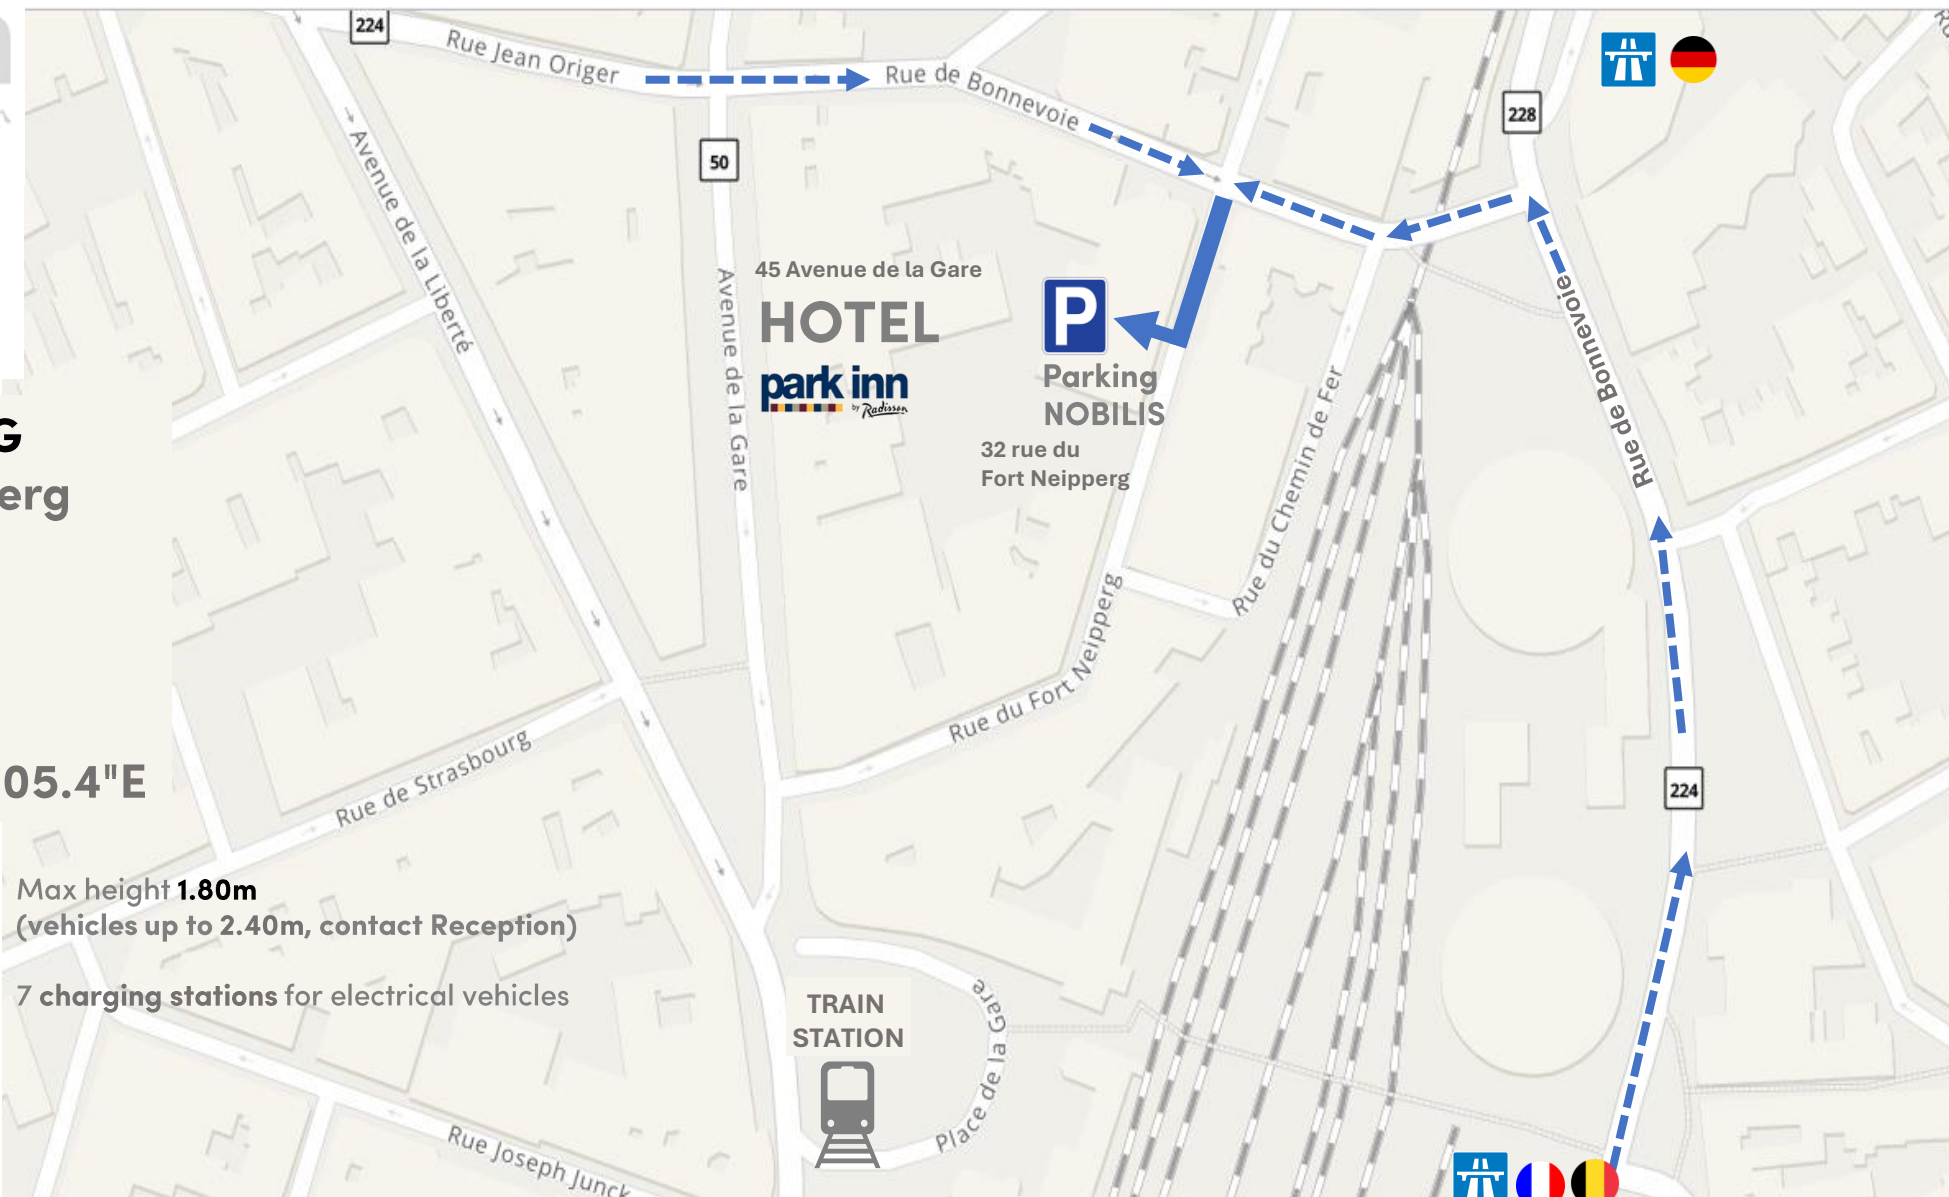 224
Rue Jean Origer
Rue de Bonnevoie
228
50
Avenue de la Liberté
45 Avenue de la Gare
HOTEL
park inn
by Radisson
Avenue de la Gare
P
Parking
NOBILIS
32 rue du
Fort Neipperg
Rue du Chemin de Fer
Rue de Bonnevoie
G
erg
Rue du Fort Neipperg
Rue de Strasbourg
05.4"E
224
Max height 1.80m
(vehicles up to 2.40m, contact Reception)
7 charging stations for electrical vehicles
TRAIN
STATION
Place de la Gare
Rue Joseph Junck